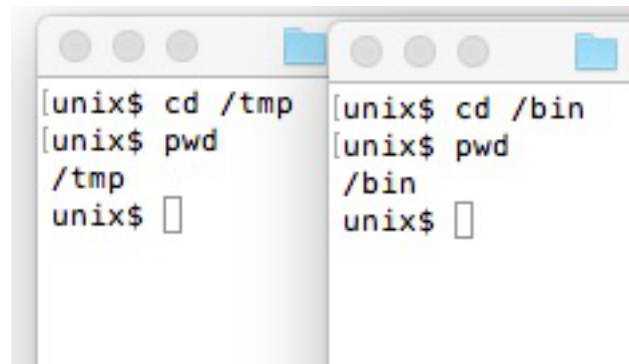 [unix$ cd /tmp
[unix$ pwd
/tmp
unix$
[unix$ cd /bin
[unix$ pwd
/bin
unix$